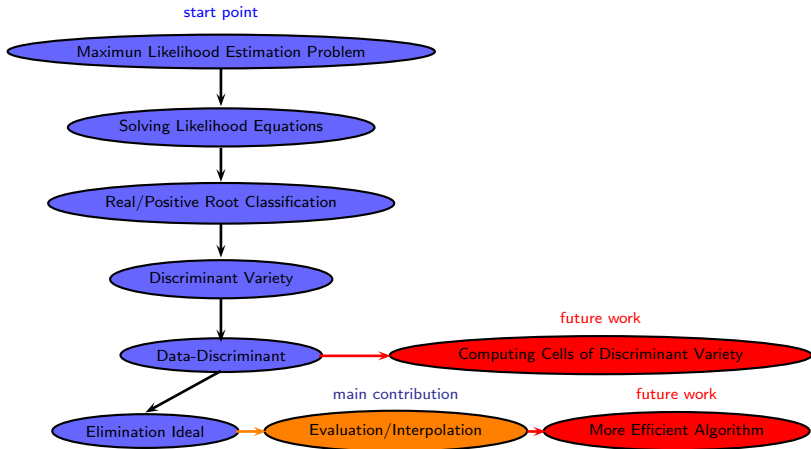 start point
Maximun Likelihood Estimation Problem
Solving Likelihood Equations
Real/Positive Root Classification
Discriminant Variety
future work
Data-Discriminant
Computing Cells of Discriminant Variety
main contribution
future work
Elimination Ideal
Evaluation/Interpolation
More Efficient Algorithm